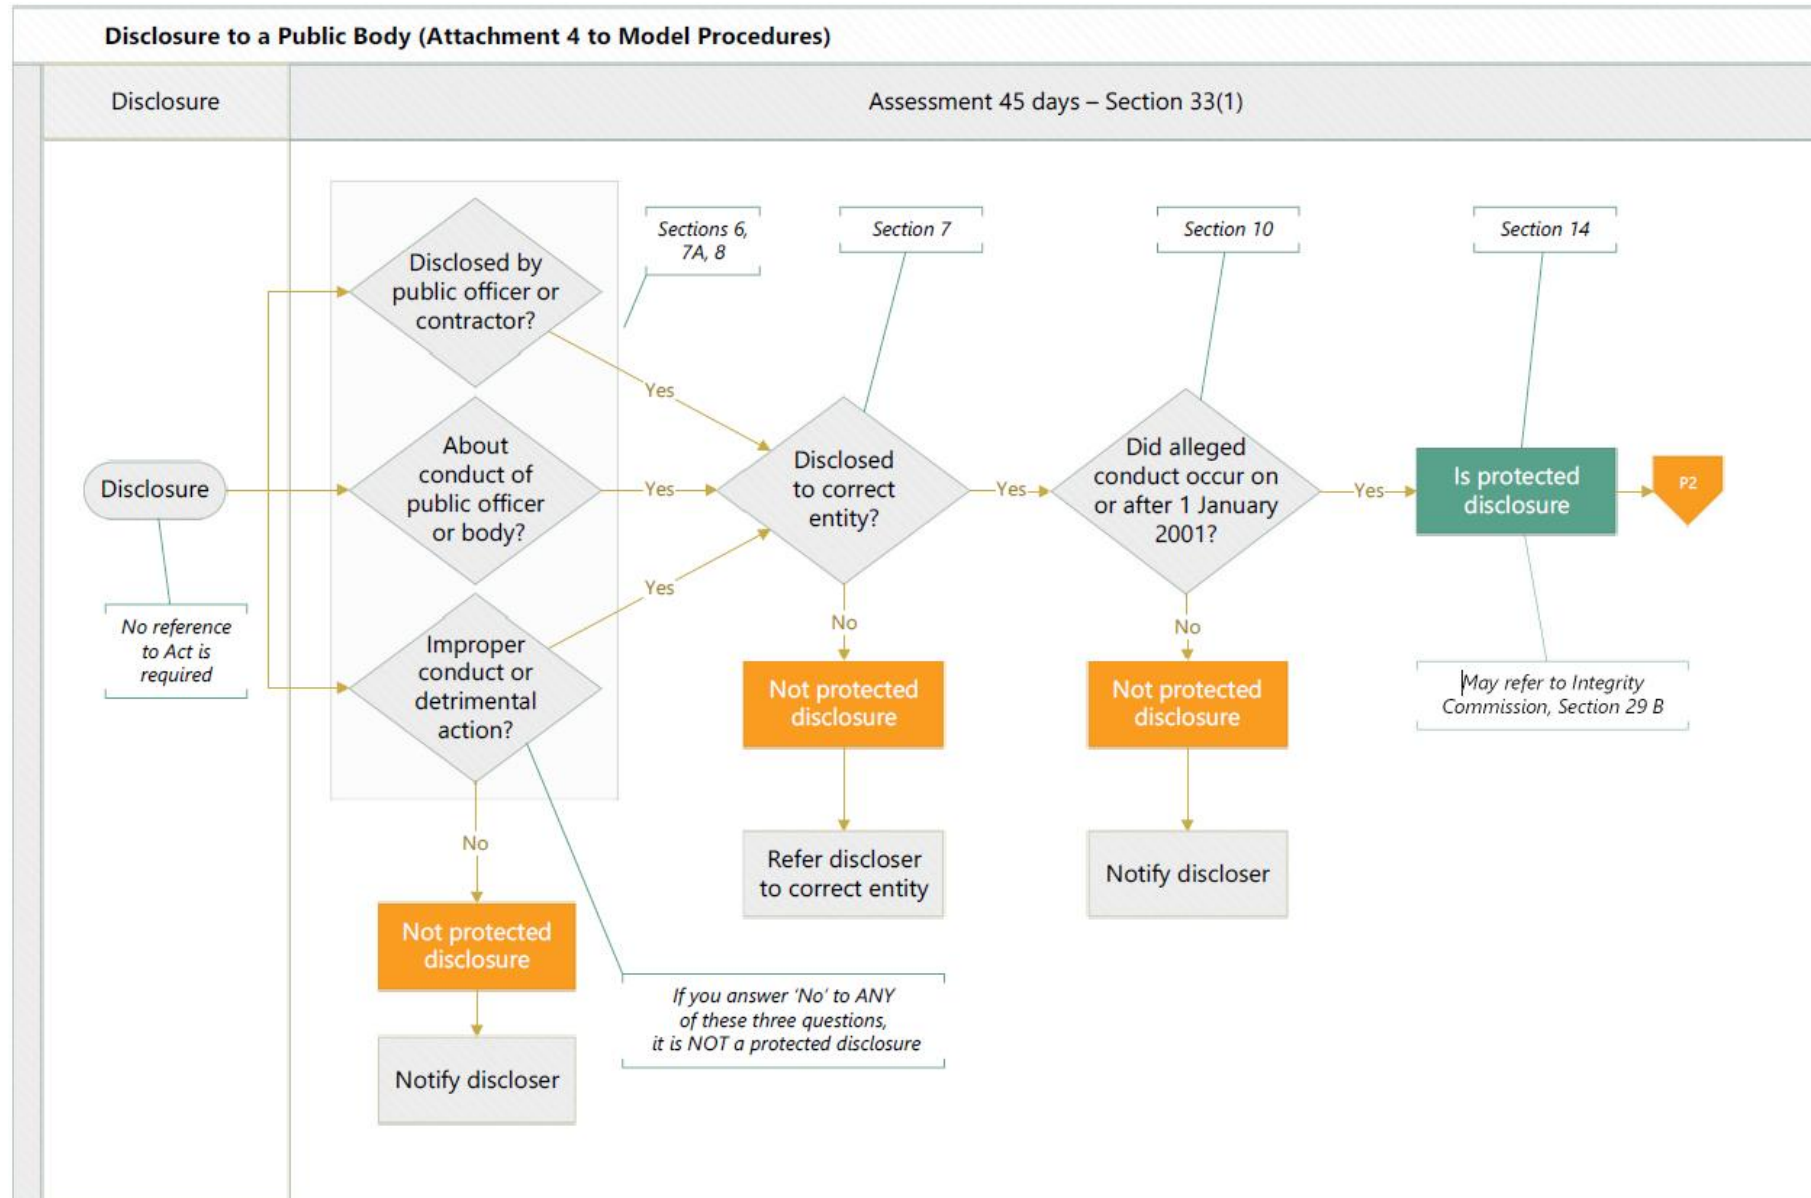 Disclosure to a Public Body (Attachment 4 to Model Procedures)
Disclosure
Assessment 45 days – Section 33(1)
Disclosure
No reference
to Act is
required
Disclosed by
public officer or
contractor?
Yes
About
conduct of
public officer
or body?
Yes
Improper
conduct or
detrimental
action?
Yes
No
Not protected
disclosure
Notify discloser
If you answer ‘No’ to ANY
of these three questions,
it is NOT a protected disclosure
Sections 6,
7A, 8
Section 7
Disclosed
to correct
entity?
Yes
No
Not protected
disclosure
Refer discloser
to correct entity
Section 10
Did alleged
conduct occur on
or after 1 January
2001?
Yes
No
Not protected
disclosure
Notify discloser
Section 14
Is protected
disclosure
P2
May refer to Integrity
Commission, Section 29 B